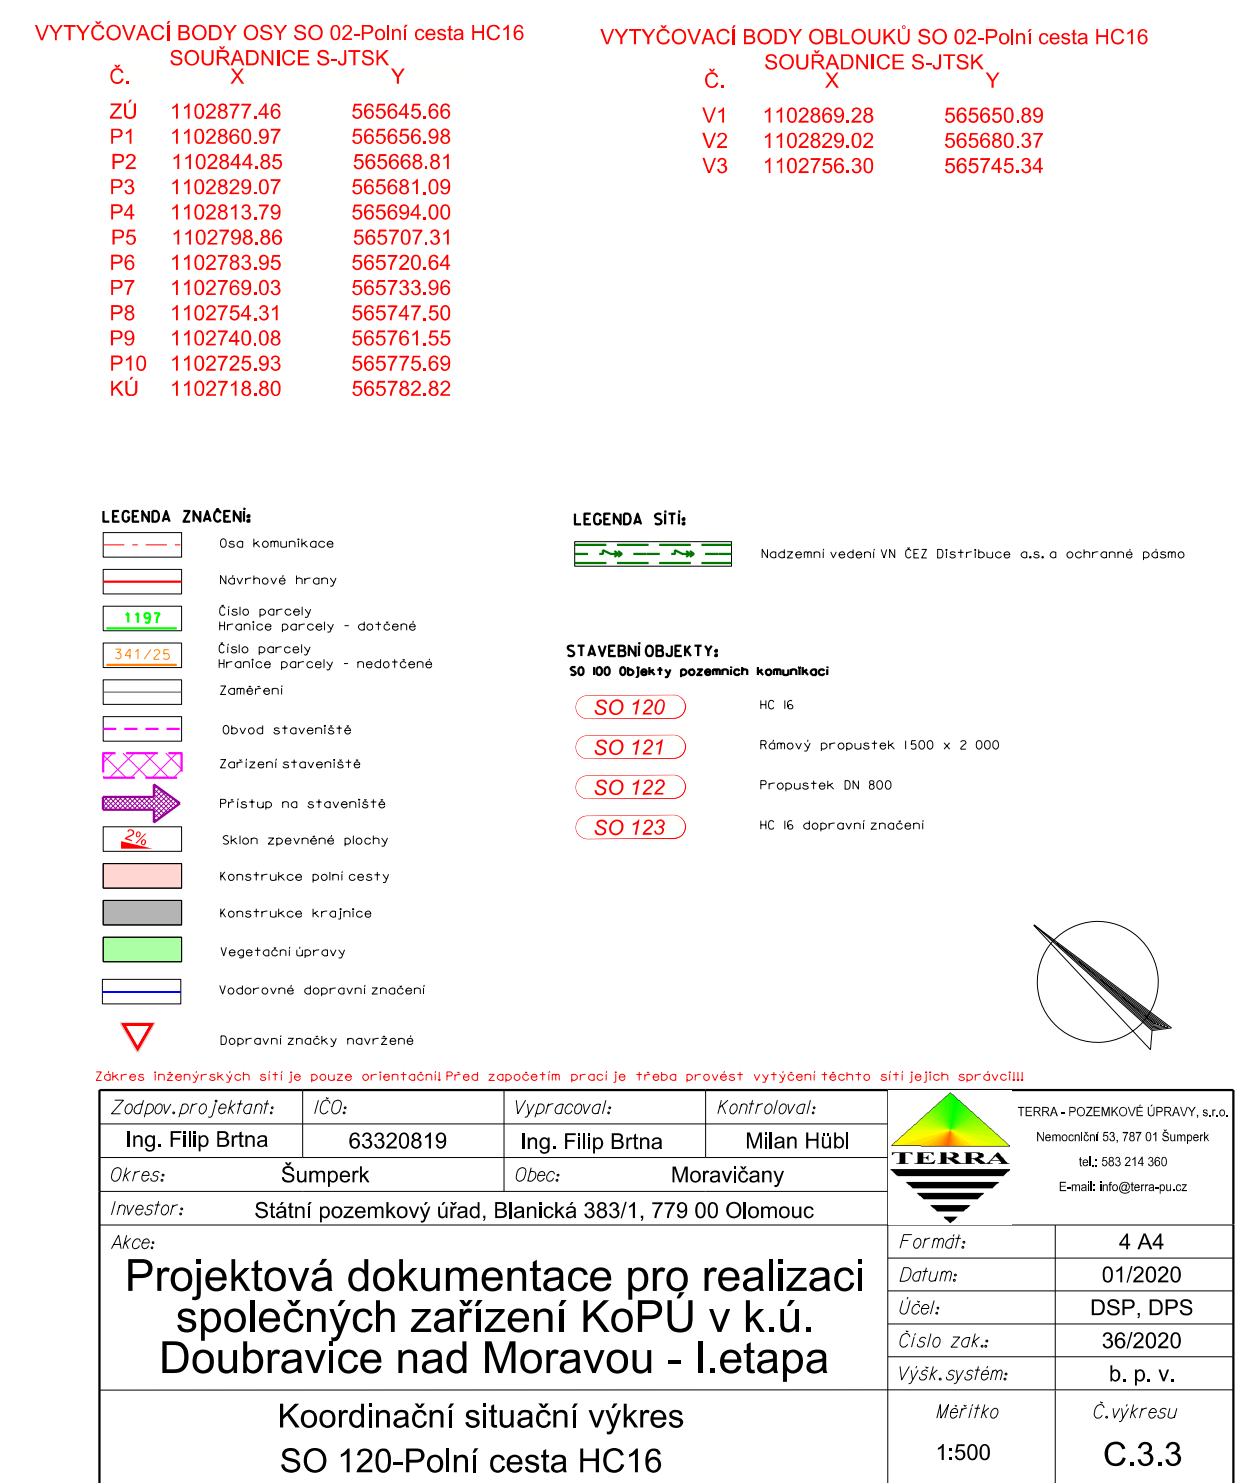 VYTYČOVACÍ BODY OSY SO 02-Polní cesta HC16
SOUŘADNICE S-JTSK
Č. X Y
ZÚ 1102877.46 565645.66
P1 1102860.97 565656.98
P2 1102844.85 565668.81
P3 1102829.07 565681.09
P4 1102813.79 565694.00
P5 1102798.86 565707.31
P6 1102783.95 565720.64
P7 1102769.03 565733.96
P8 1102754.31 565747.50
P9 1102740.08 565761.55
P10 1102725.93 565775.69
KÚ 1102718.80 565782.82
VYTYČOVACÍ BODY OBLOUKŮ SO 02-Polní cesta HC16
SOUŘADNICE S-JTSK
Č. X Y
V1 1102869.28 565650.89
V2 1102829.02 565680.37
V3 1102756.30 565745.34
LEGENDA ZNAČENÍ:
Osa komunikace
Návrhové hrany
1197 Číslo parcely
Hranice parcely - dotčené
341/25 Číslo parcely
Hranice parcely - nedotčené
Zaměření
Obvod staveniště
Zařízení staveniště
Přístup na staveniště
2% Sklon zpevněné plochy
Konstrukce polní cesty
Konstrukce krajnice
Vegetační úpravy
Vodorovné dopravní značení
Dopravní značky navržené
LEGENDA SÍTÍ:
Nadzemní vedení VN ČEZ Distribuce a.s. a ochranné pásmo
STAVEBNÍ OBJEKTY:
SO 100 Objekty pozemních komunikací
SO 120 HC 16
SO 121 Rámový propustek 1500 x 2 000
SO 122 Propustek DN 800
SO 123 HC 16 dopravní značení
Zákres inženýrských sítí je pouze orientační! Před započetím prací je třeba provést vytýčení těchto sítí jejich správci!!!
Zodpov.projektant: IČO: Vypracoval: Kontroloval:
Ing. Filip Brtna 63320819 Ing. Filip Brtna Milan Hübl
Okres: Šumperk Obec: Moravičany
Investor: Státní pozemkový úřad, Blanická 383/1, 779 00 Olomouc
TERRA
TERRA - POZEMKOVÉ ÚPRAVY, s.r.o.
Nemocniční 53, 787 01 Šumperk
tel.: 583 214 360
E-mail: info@terra-pu.cz
Akce:
Projektová dokumentace pro realizaci
společných zařízení KoPÚ v k.ú.
Doubravice nad Moravou - I.etapa
Formát: 4 A4
Datum: 01/2020
Účel: DSP, DPS
Číslo zak.: 36/2020
Výšk.systém: b. p. v.
Koordinační situační výkres
SO 120-Polní cesta HC16
Měřítko Č.výkresu
1:500 C.3.3